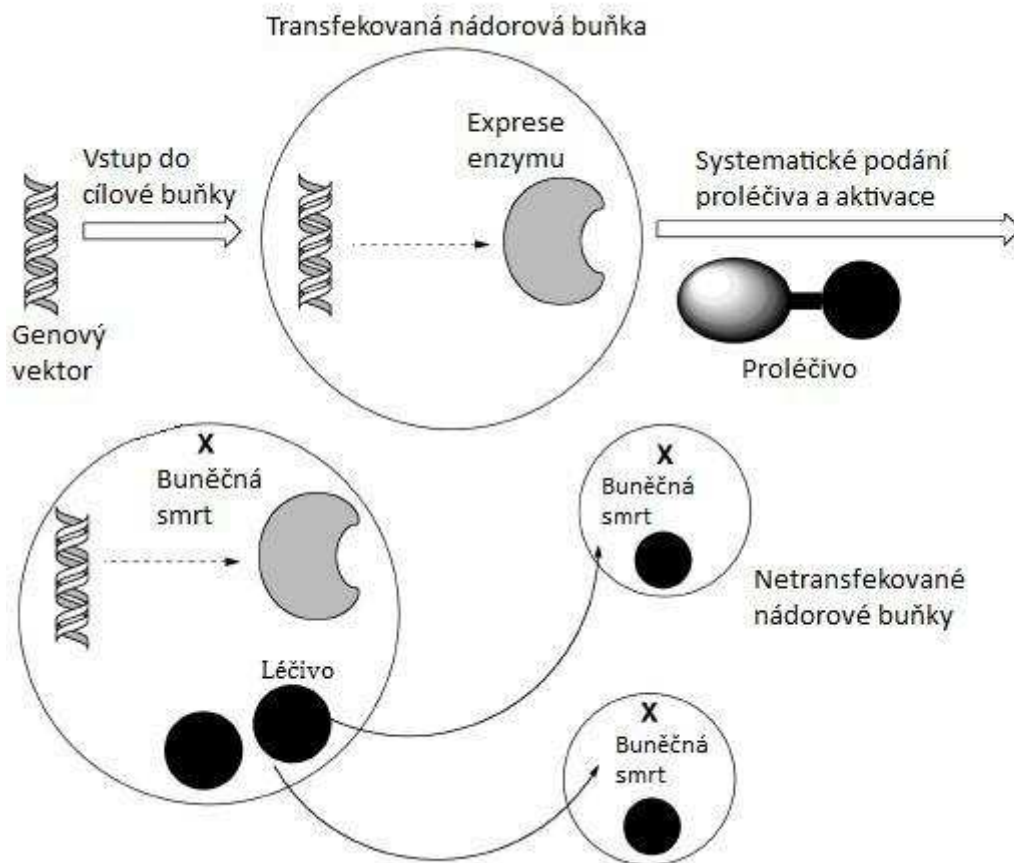 Transfekovaná nádorová buňka
Vstup do
cílové buňky
Exprese
enzymu
Systematické podání
proléčiva a aktivace
Genový
vektor
Proléčivo
X
Buněčná
smrt
Léčivo
X
Buněčná
smrt
Netransfekované
nádorové buňky
X
Buněčná
smrt